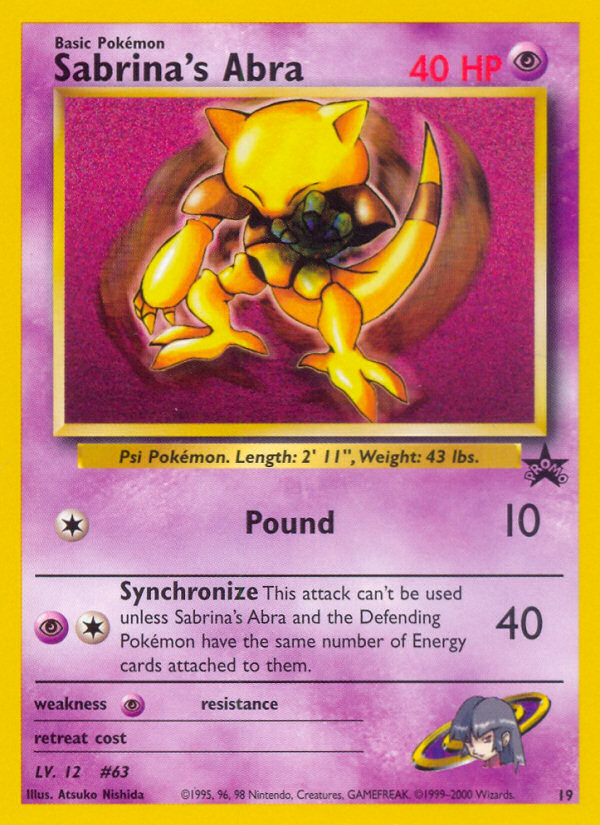 Basic Pokémon
Sabrina's Abra 40 HP
Psi Pokémon. Length: 2' 11", Weight: 43 lbs.
PROMO
Pound 10
Synchronize This attack can't be used
unless Sabrina's Abra and the Defending
Pokémon have the same number of Energy
cards attached to them.
40
weakness resistance
retreat cost
LV. 12 #63
Illus. Atsuko Nishida ©1995, 96, 98 Nintendo, Creatures, GAMEFREAK. ©1999-2000 Wizards. 19